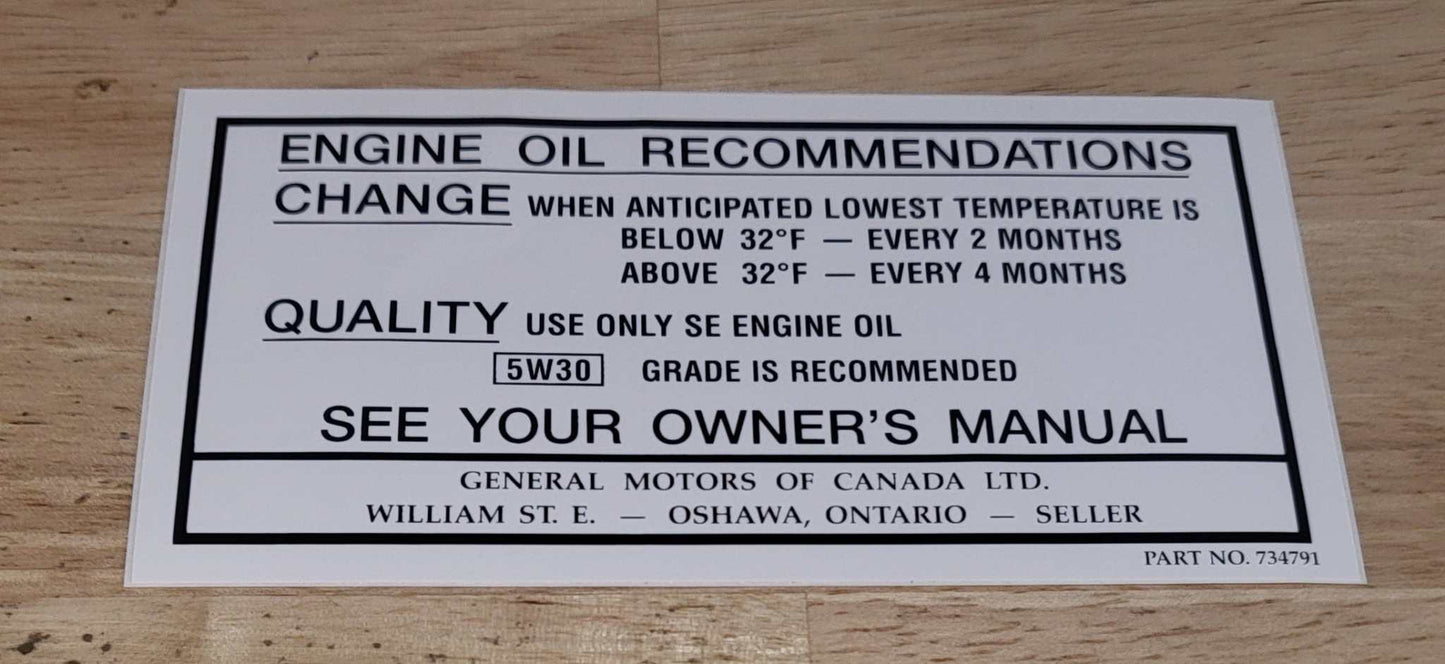 ENGINE OIL RECOMMENDATIONS
CHANGE WHEN ANTICIPATED LOWEST TEMPERATURE IS
BELOW 32°F — EVERY 2 MONTHS
ABOVE 32°F — EVERY 4 MONTHS
QUALITY USE ONLY SE ENGINE OIL
5W30 GRADE IS RECOMMENDED
SEE YOUR OWNER'S MANUAL
GENERAL MOTORS OF CANADA LTD.
WILLIAM ST. E. — OSHAWA, ONTARIO — SELLER
PART NO. 734791